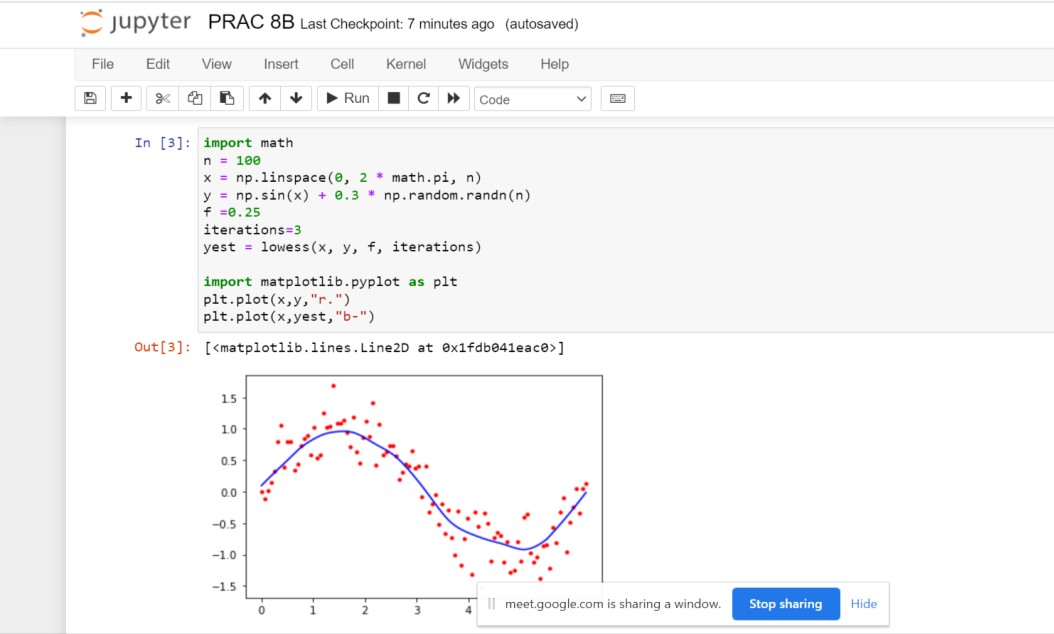 jupyter PRAC 8B Last Checkpoint: 7 minutes ago (autosaved)
File Edit View Insert Cell Kernel Widgets Help
Run Code
In [3]: import math
n = 100
x = np.linspace(0, 2 * math.pi, n)
y = np.sin(x) + 0.3 * np.random.randn(n)
f =0.25
iterations=3
yest = lowess(x, y, f, iterations)
import matplotlib.pyplot as plt
plt.plot(x,y,"r.")
plt.plot(x,yest,"b-")
Out[3]: [<matplotlib.lines.Line2D at 0x1fdb041eac0>]
1.5
1.0
0.5
0.0
−0.5
−1.0
−1.5
0 1 2 3 4
meet.google.com is sharing a window. Stop sharing Hide